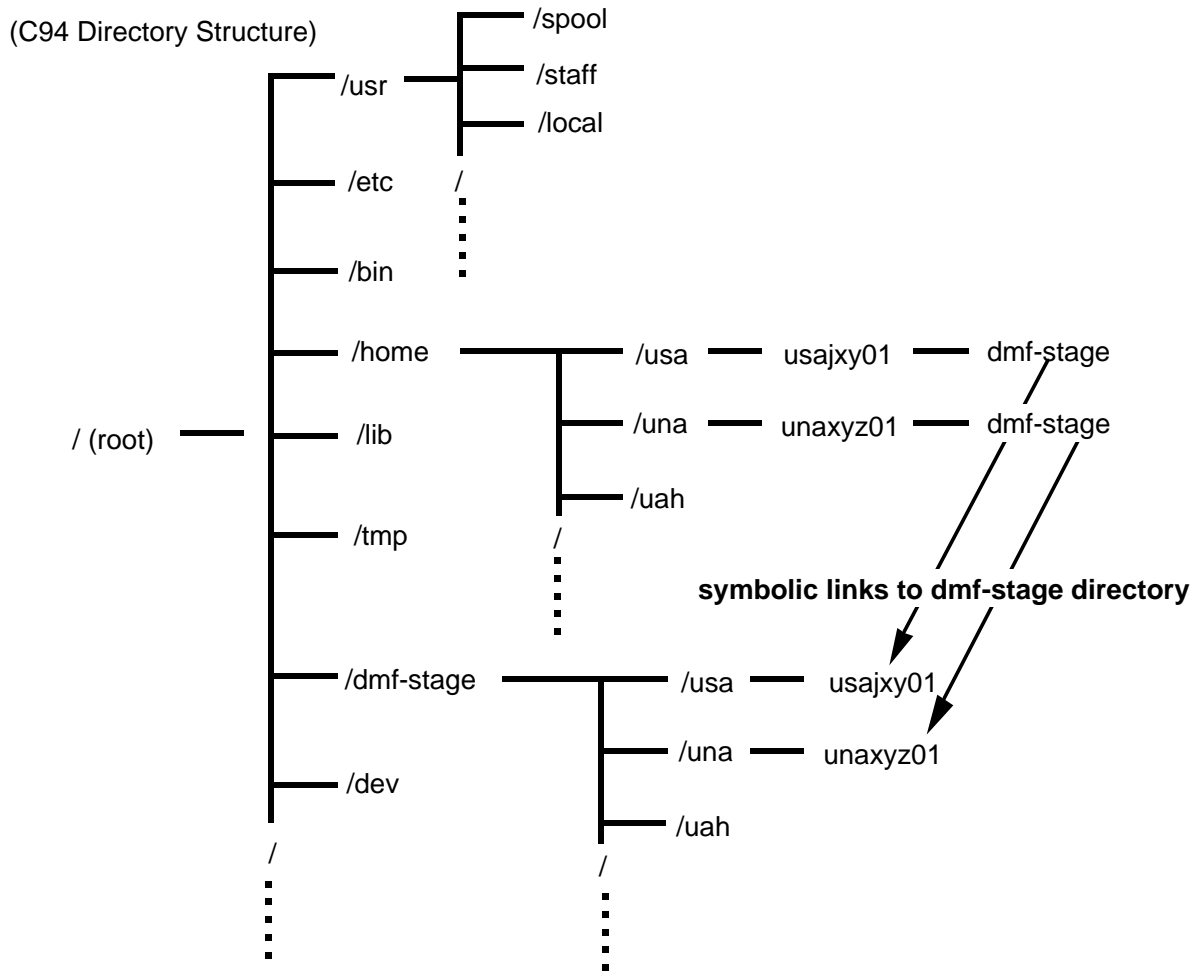 (C94 Directory Structure)
/spool
/usr
/staff
/local
/etc
/
/bin
/home
/usa
usajxy01
dmf-stage
/ (root)
/lib
/una
unaxyz01
dmf-stage
/uah
/tmp
/
symbolic links to dmf-stage directory
/dmf-stage
/usa
usajxy01
/una
unaxyz01
/dev
/uah
/
/